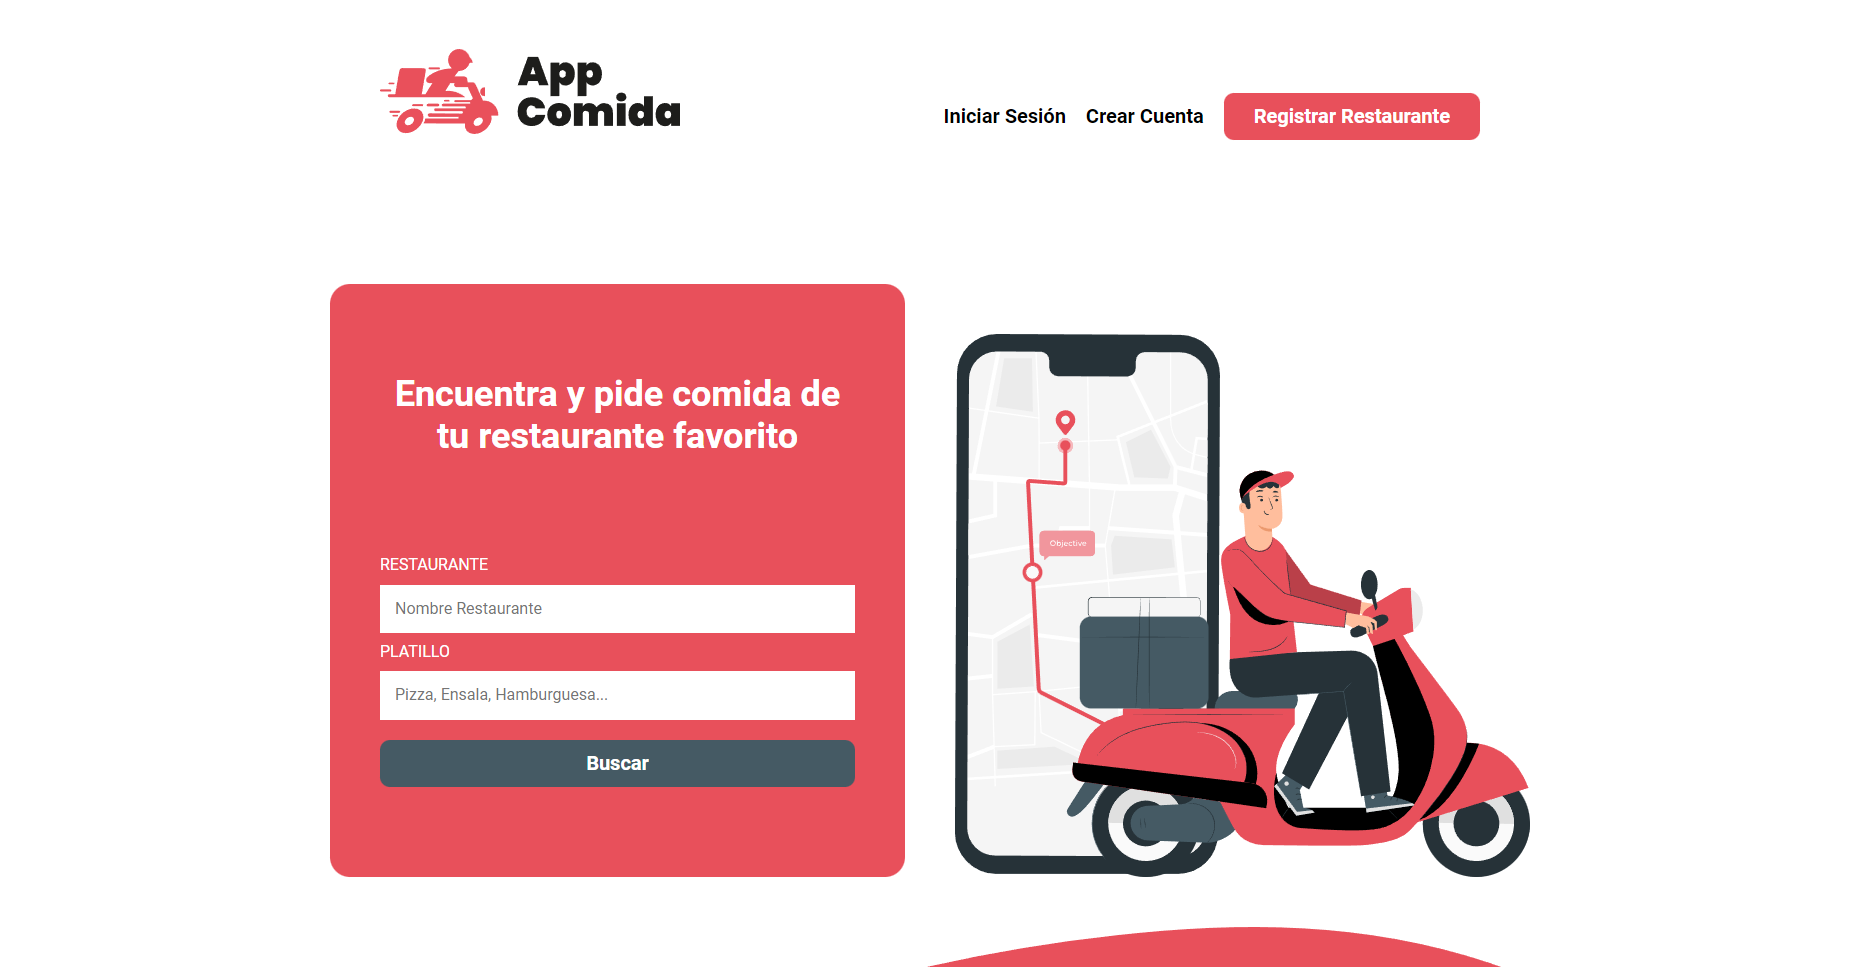 App
Comida
Iniciar Sesión
Crear Cuenta
Registrar Restaurante
Encuentra y pide comida de
tu restaurante favorito
RESTAURANTE
Nombre Restaurante
PLATILLO
Pizza, Ensala, Hamburguesa...
Buscar
Objective